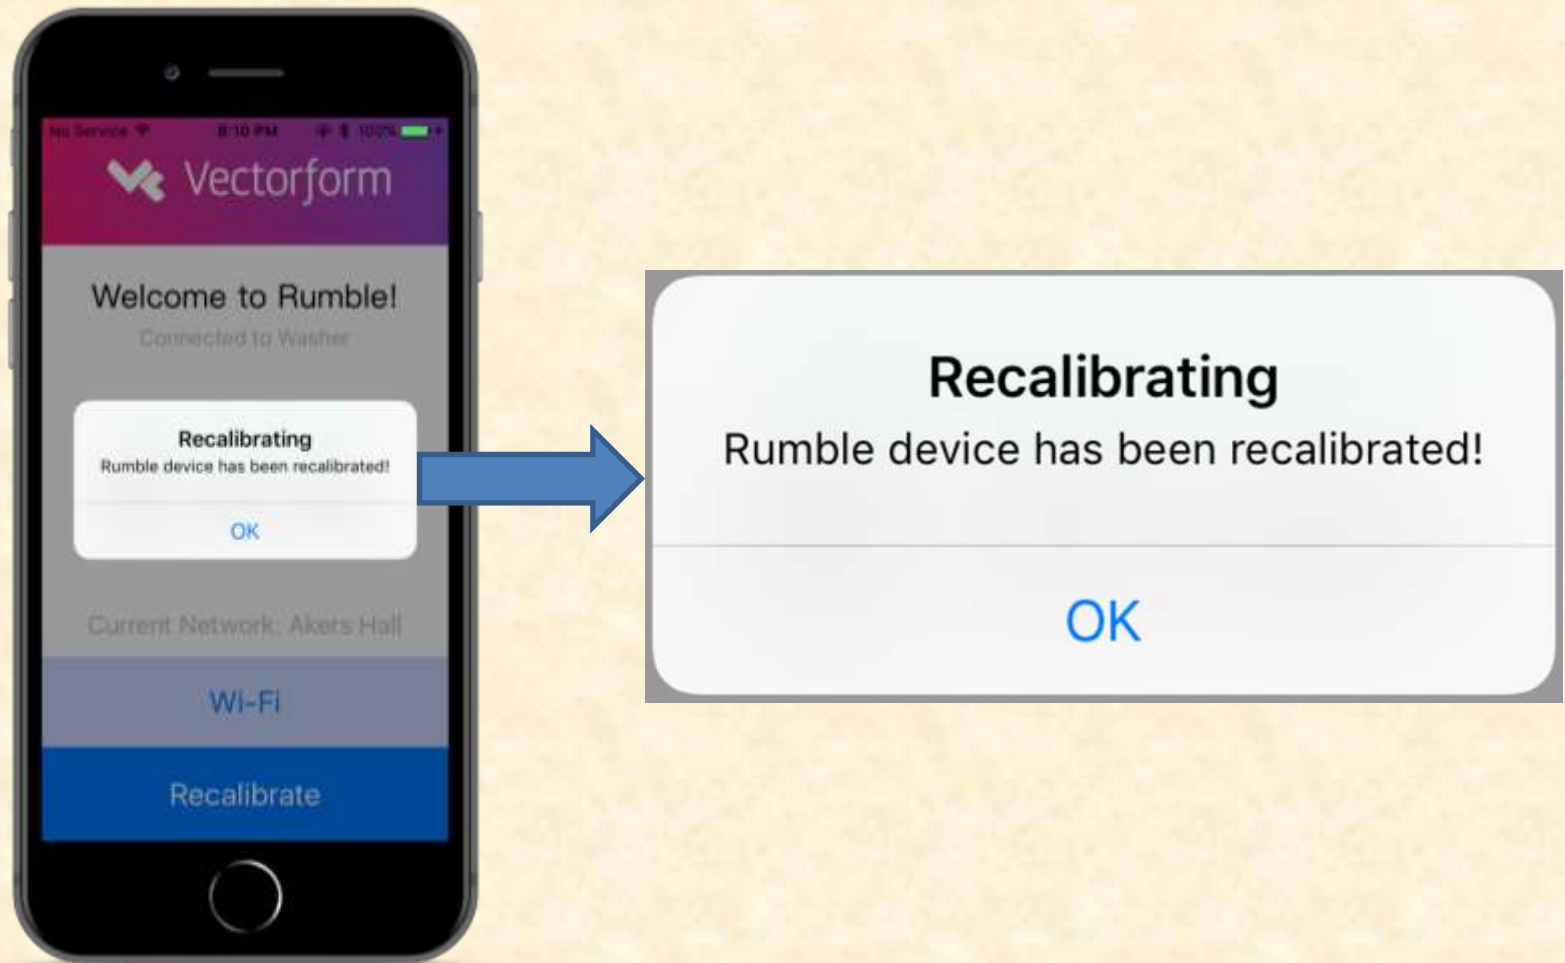 No Service 8:10 PM 100%
Vectorform
Welcome to Rumble!
Connected to Washer
Recalibrating
Rumble device has been recalibrated!
OK
Current Network: Akers Hall
Wi-Fi
Recalibrate
Recalibrating
Rumble device has been recalibrated!
OK